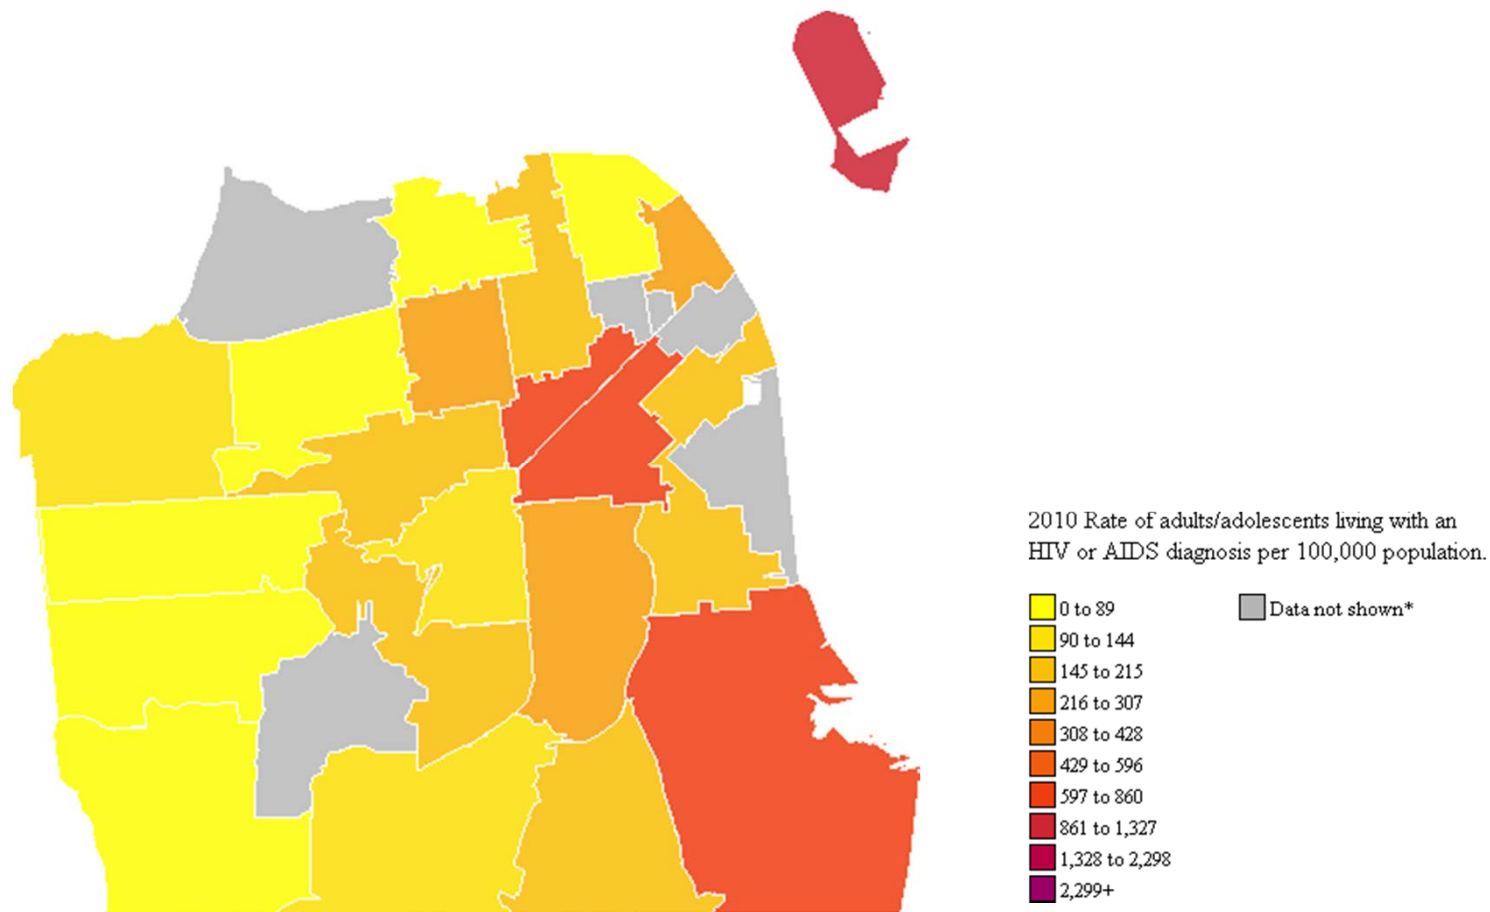 2010 Rate of adults/adolescents living with an
HIV or AIDS diagnosis per 100,000 population.
0 to 89
Data not shown*
90 to 144
145 to 215
216 to 307
308 to 428
429 to 596
597 to 860
861 to 1,327
1,328 to 2,298
2,299+